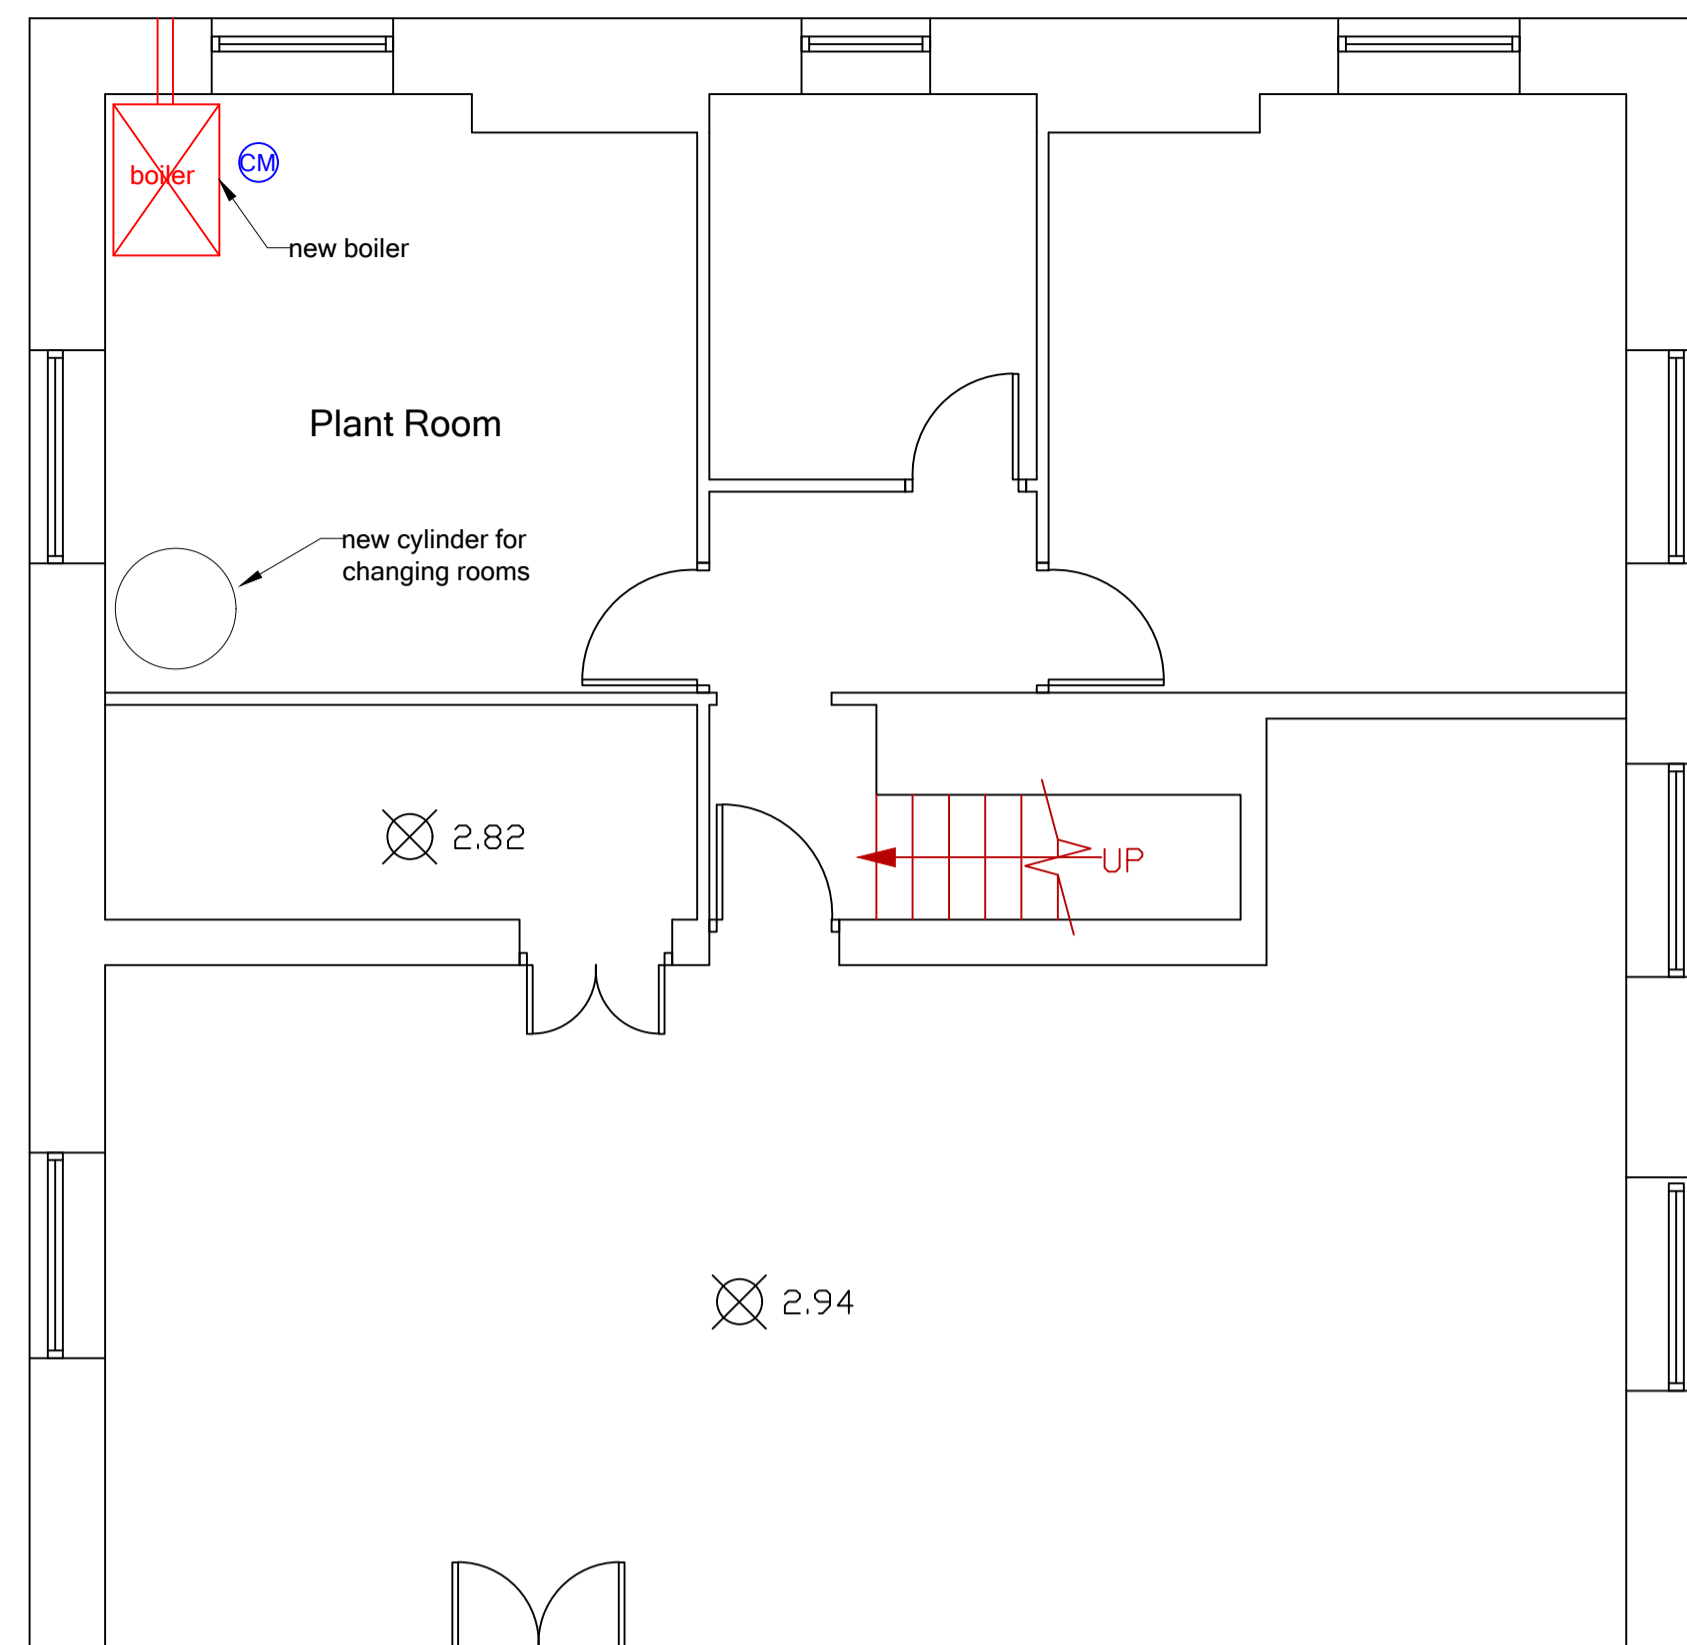 boiler
CM
new boiler
Plant Room
new cylinder for
changing rooms
2.82
UP
2.94